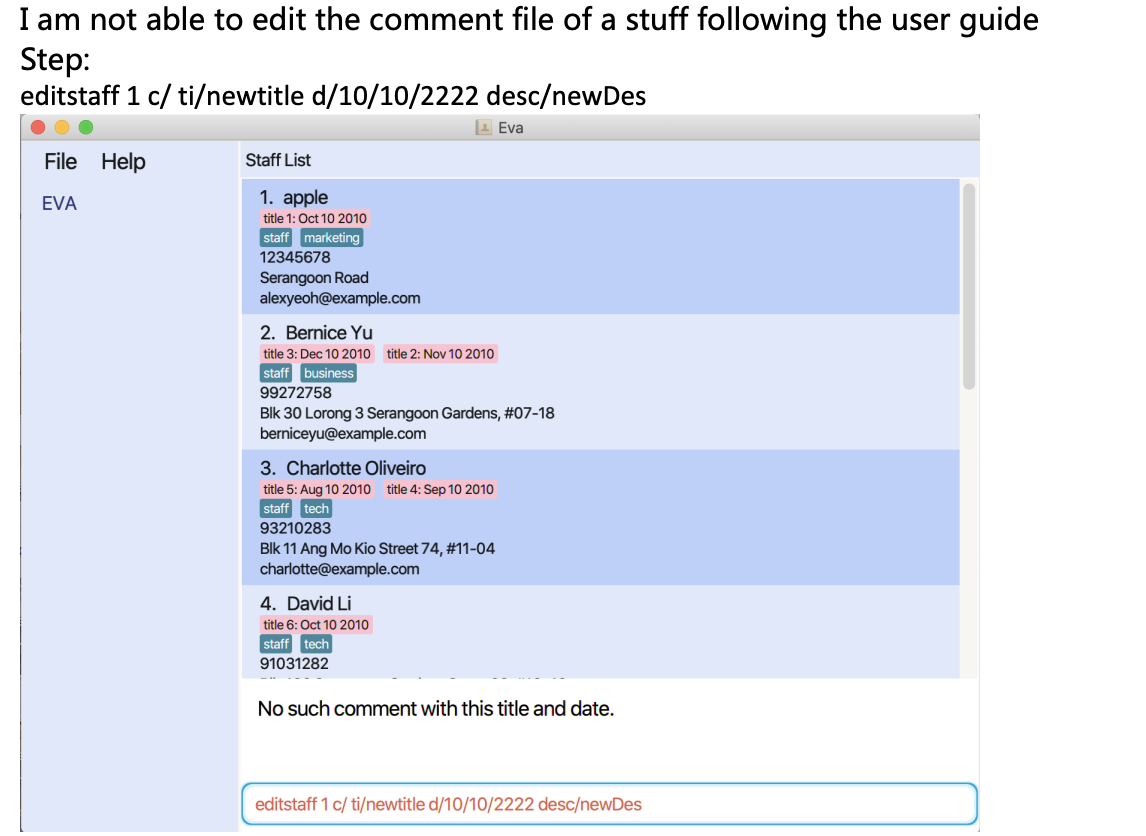 I am not able to edit the comment file of a stuff following the user guide
Step:
editstaff 1 c/ ti/newtitle d/10/10/2222 desc/newDes
Eva
File Help
EVA
Staff List
1. apple
title 1: Oct 10 2010
staff marketing
12345678
Serangoon Road
alexyeoh@example.com
2. Bernice Yu
title 3: Dec 10 2010 title 2: Nov 10 2010
staff business
99272758
Blk 30 Lorong 3 Serangoon Gardens, #07-18
berniceyu@example.com
3. Charlotte Oliveiro
title 5: Aug 10 2010 title 4: Sep 10 2010
staff tech
93210283
Blk 11 Ang Mo Kio Street 74, #11-04
charlotte@example.com
4. David Li
title 6: Oct 10 2010
staff tech
91031282
No such comment with this title and date.
editstaff 1 c/ ti/newtitle d/10/10/2222 desc/newDes